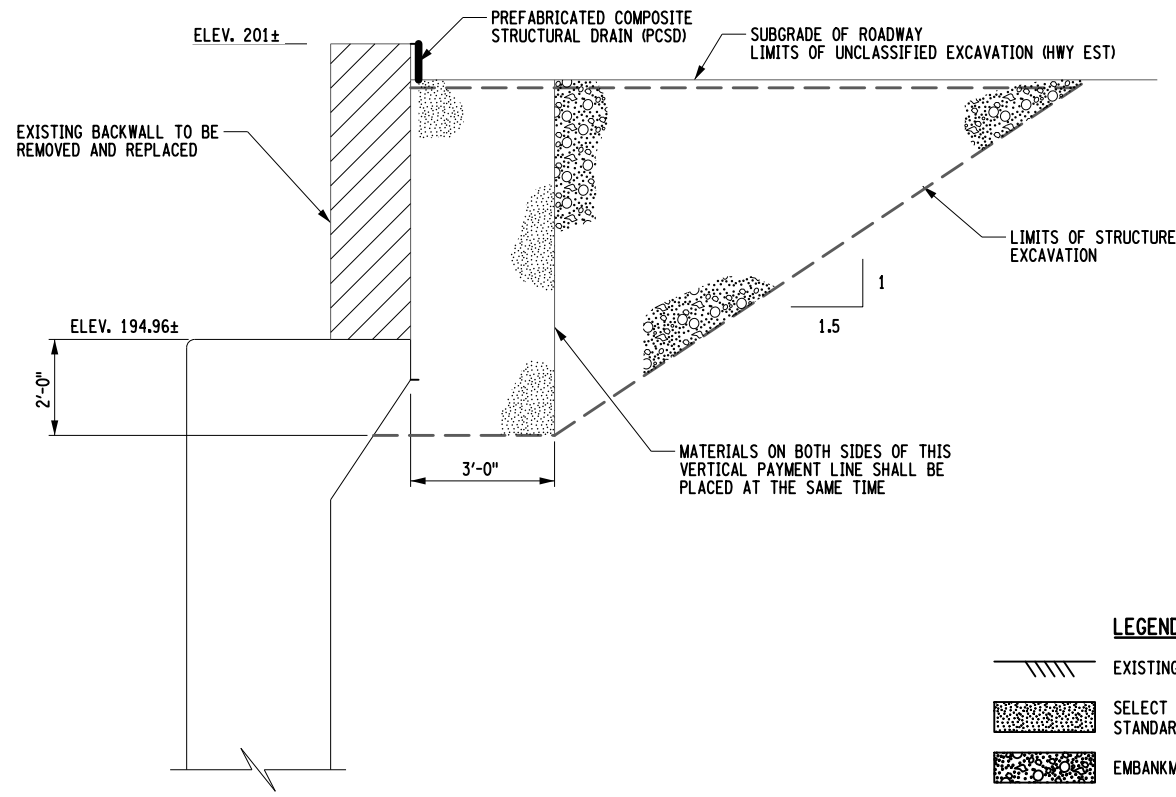 PREFABRICATED COMPOSITE
STRUCTURAL DRAIN (PCSD)
ELEV. 201±
SUBGRADE OF ROADWAY
LIMITS OF UNCLASSIFIED EXCAVATION (HWY EST)
EXISTING BACKWALL TO BE
REMOVED AND REPLACED
LIMITS OF STRUCTURE
EXCAVATION
1
1.5
ELEV. 194.96±
2'-0"
3'-0"
MATERIALS ON BOTH SIDES OF THIS
VERTICAL PAYMENT LINE SHALL BE
PLACED AT THE SAME TIME
LEGEND
EXISTING
SELECT